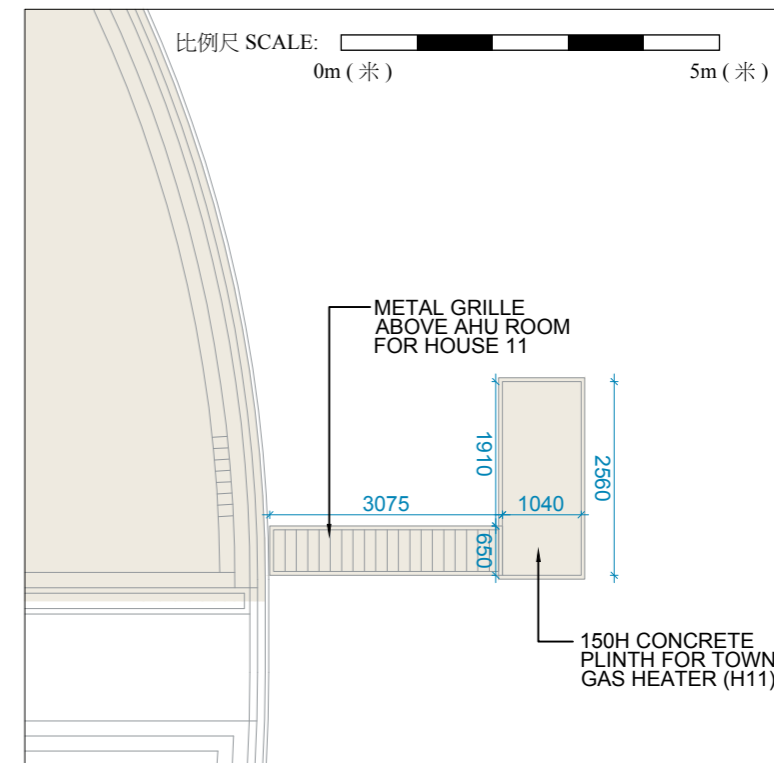 比例尺 SCALE:
0m ( 米 )
5m ( 米 )
METAL GRILLE
ABOVE AHU ROOM
FOR HOUSE 11
1910
2560
3075
1040
650
150H CONCRETE
PLINTH FOR TOWN
GAS HEATER (H11)